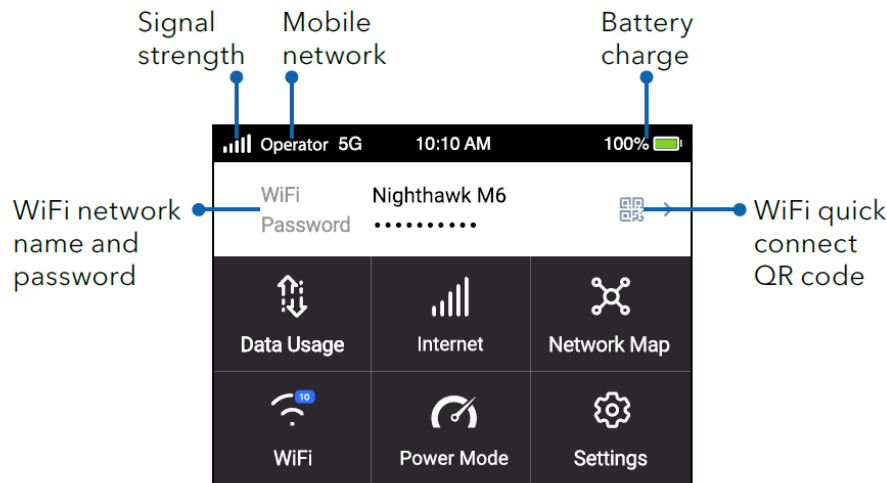 Signal strength
Mobile network
Battery charge
Operator 5G 10:10 AM 100%
WiFi Nighthawk M6
Password ••••••••••
WiFi network name and password
WiFi quick connect QR code
Data Usage
Internet
Network Map
10
WiFi
Power Mode
Settings